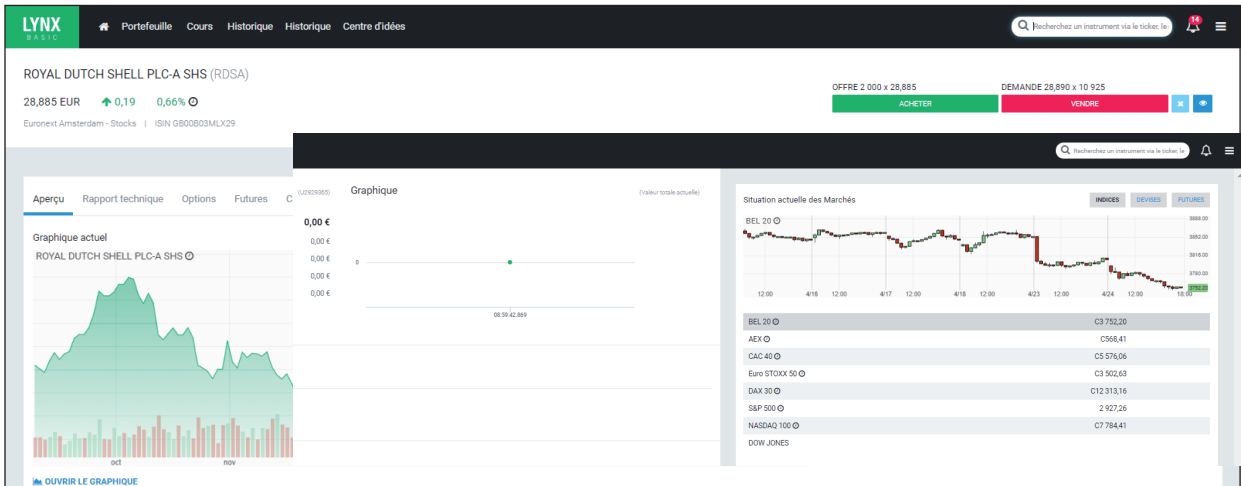 LYNX
BASIC
Portefeuille Cours Historique Historique Centre d'idées
Recherchez un instrument via le ticker, le
14
ROYAL DUTCH SHELL PLC-A SHS (RDSA)
28,885 EUR 0,19 0,66%
Euronext Amsterdam - Stocks | ISIN GB00B03MLX29
OFFRE 2 000 x 28,885 DEMANDE 28,890 x 10 925
ACHETER VENDRE
Recherchez un instrument via le ticker, le
Aperçu Rapport technique Options Futures C
Graphique actuel
ROYAL DUTCH SHELL PLC-A SHS
oct nov
OUVRIR LE GRAPHIQUE
(U2929365) Graphique (Valeur totale actuelle)
0,00 €
0,00 €
0,00 €
0,00 €
0,00 €
0
08:59:42.869
Situation actuelle des Marchés INDICES DEVISES FUTURES
BEL 20
3868.00
3892.00
3816.00
3780.00
3752.20
12:00 4/16 12:00 4/17 12:00 4/18 12:00 4/23 12:00 4/24 12:00 18:00
BEL 20 C3 752,20
AEX C568,41
CAC 40 C5 576,06
Euro STOXX 50 C3 502,63
DAX 30 C12 313,16
S&P 500 2 927,26
NASDAQ 100 C7 784,41
DOW JONES